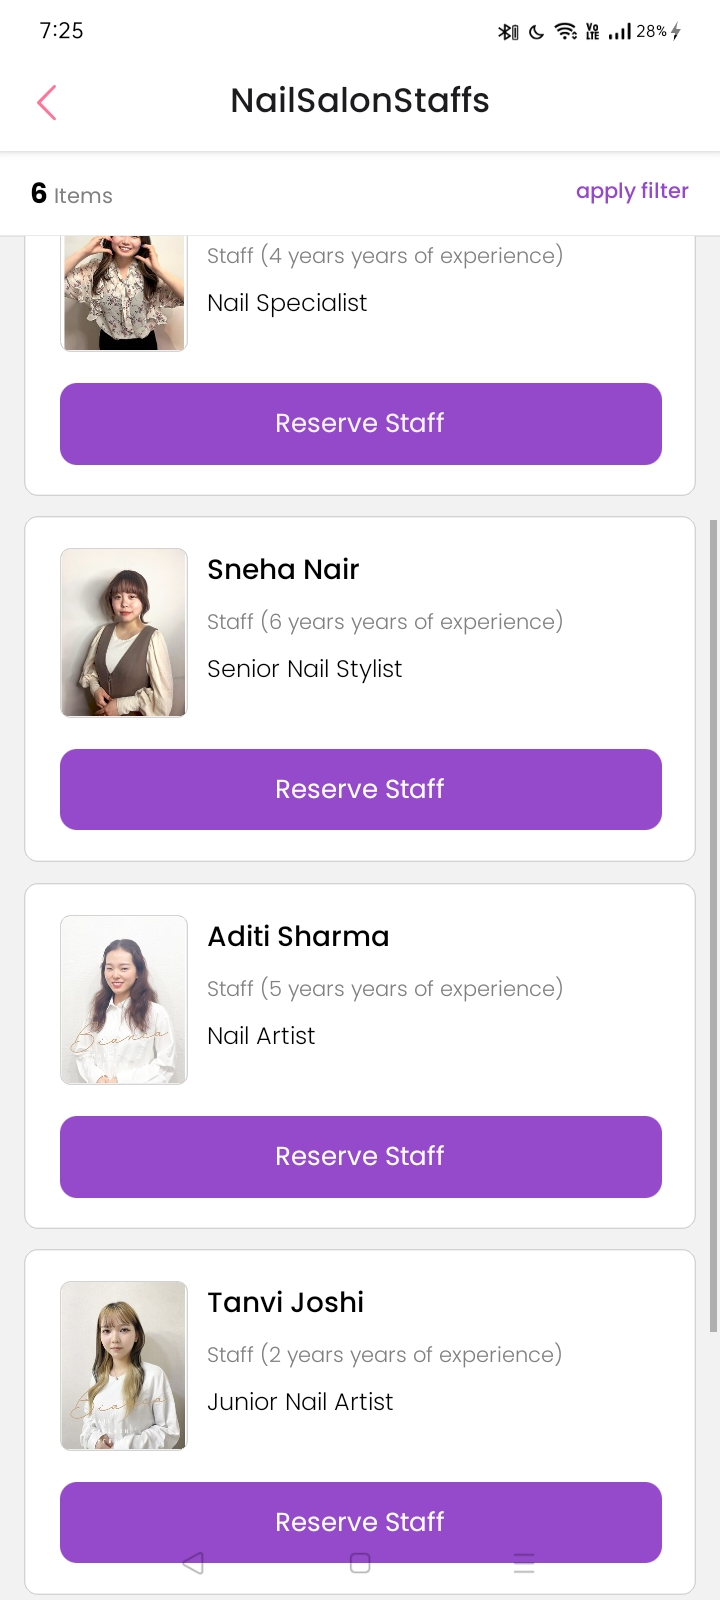 7:25
28%
NailSalonStaffs
6 Items
apply filter
Staff (4 years years of experience)
Nail Specialist
Reserve Staff
Sneha Nair
Staff (6 years years of experience)
Senior Nail Stylist
Reserve Staff
Aditi Sharma
Staff (5 years years of experience)
Nail Artist
Reserve Staff
Tanvi Joshi
Staff (2 years years of experience)
Junior Nail Artist
Reserve Staff